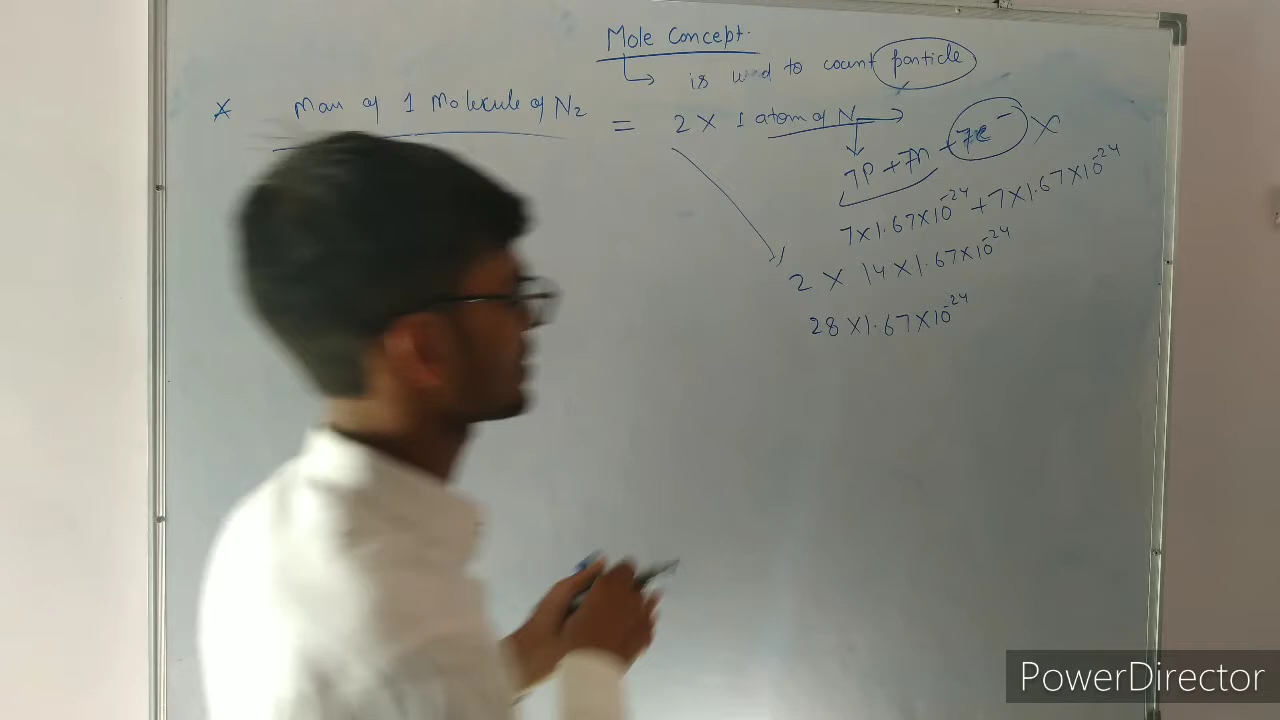 Mole Concept.
is used to count particle
* Mass of 1 Molecule of N2 = 2 × 1 atom of N
7P + 7n + 7e⁻ ×
7×1.67×10⁻²⁴ + 7×1.67×10⁻²⁴
2 × 14×1.67×10⁻²⁴
28×1.67×10⁻²⁴
PowerDirector